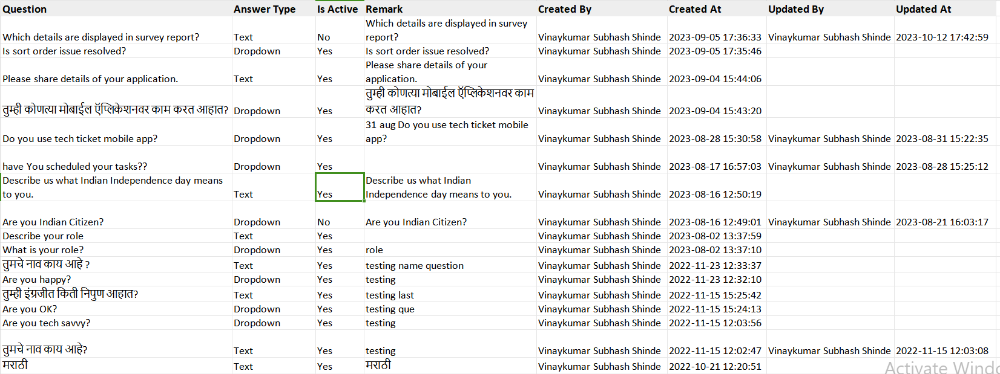 Question Answer Type Is Active Remark Created By Created At Updated By Updated At
Which details are displayed in survey
Which details are displayed in survey report? Text No report? Vinaykumar Subhash Shinde 2023-09-05 17:36:33 Vinaykumar Subhash Shinde 2023-10-12 17:42:59
Is sort order issue resolved? Dropdown Yes Is sort order issue resolved? Vinaykumar Subhash Shinde 2023-09-05 17:35:46
Please share details of your
Please share details of your application. Text Yes application. Vinaykumar Subhash Shinde 2023-09-04 15:44:06
तुम्ही कोणत्या मोबाईल ऍप्लिकेशनवर काम
तुम्ही कोणत्या मोबाईल ऍप्लिकेशनवर काम करत आहात? Dropdown Yes करत आहात? Vinaykumar Subhash Shinde 2023-09-04 15:43:20
31 aug Do you use tech ticket mobile
Do you use tech ticket mobile app? Dropdown Yes app? Vinaykumar Subhash Shinde 2023-08-28 15:30:58 Vinaykumar Subhash Shinde 2023-08-31 15:22:35
have You scheduled your tasks?? Dropdown Yes Vinaykumar Subhash Shinde 2023-08-17 16:57:03 Vinaykumar Subhash Shinde 2023-08-28 15:25:12
Describe us what Indian Independence day means Describe us what Indian
to you. Text Yes Independence day means to you. Vinaykumar Subhash Shinde 2023-08-16 12:50:19
Are you Indian Citizen? Dropdown No Are you Indian Citizen? Vinaykumar Subhash Shinde 2023-08-16 12:49:01 Vinaykumar Subhash Shinde 2023-08-21 16:03:17
Describe your role Text Yes Vinaykumar Subhash Shinde 2023-08-02 13:37:59
What is your role? Dropdown Yes role Vinaykumar Subhash Shinde 2023-08-02 13:37:10
तुमचे नाव काय आहे ? Text Yes testing name question Vinaykumar Subhash Shinde 2022-11-23 12:33:37
Are you happy? Dropdown Yes testing Vinaykumar Subhash Shinde 2022-11-23 12:32:10
तुम्ही इंग्रजीत किती निपुण आहात? Text Yes testing last Vinaykumar Subhash Shinde 2022-11-15 15:25:42
Are you OK? Dropdown Yes testing que Vinaykumar Subhash Shinde 2022-11-15 15:24:13
Are you tech savvy? Dropdown Yes testing Vinaykumar Subhash Shinde 2022-11-15 12:03:56
तुमचे नाव काय आहे? Text Yes testing Vinaykumar Subhash Shinde 2022-11-15 12:02:47 Vinaykumar Subhash Shinde 2022-11-15 12:03:08
मराठी Text Yes मराठी Vinaykumar Subhash Shinde 2022-10-21 12:20:51
Activate